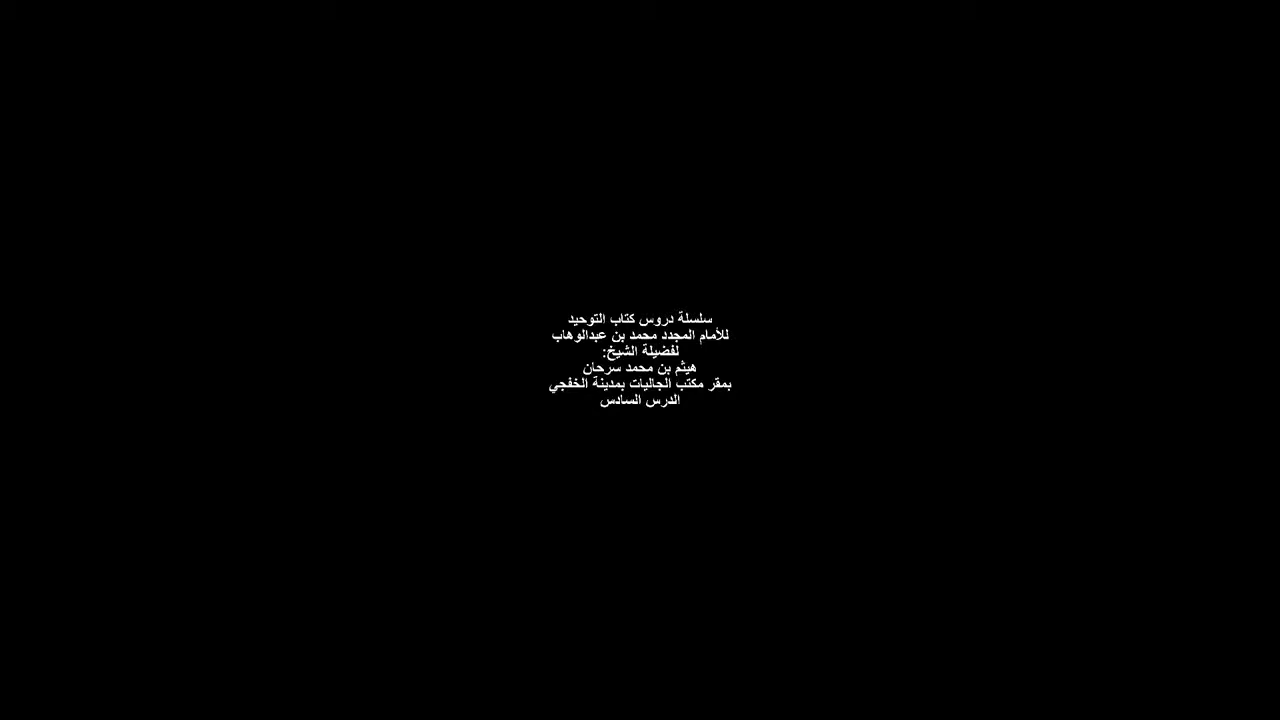 سلسلة دروس كتاب التوحيد
للأمام المجدد محمد بن عبدالوهاب
لفضيلة الشيخ:
هيثم بن محمد سرحان
بمقر مكتب الجاليات بمدينة الخفجي
الدرس السادس